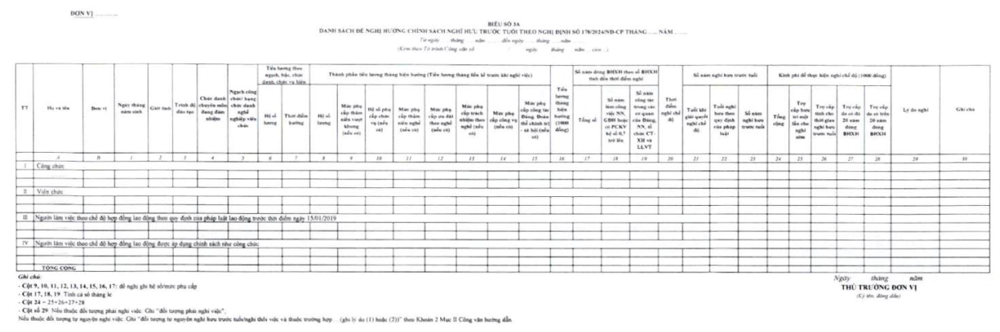 ĐƠN VỊ ............
BIỂU SỐ 3A
DANH SÁCH ĐỀ NGHỊ HƯỞNG CHÍNH SÁCH NGHỈ HƯU TRƯỚC TUỔI THEO NGHỊ ĐỊNH SỐ 178/2024/NĐ-CP THÁNG .... NĂM .......
Từ ngày .... tháng .... năm ...... đến ngày ..... tháng .....năm .....
(Kèm theo Tờ trình/Công văn số / ngày tháng năm của ...)
TT
Họ và tên
Đơn vị
Ngày tháng năm sinh
Giới tính
Trình độ đào tạo
Chức danh chuyên môn đang đảm nhiệm
Ngạch công chức/ hạng chức danh nghề nghiệp viên chức
Tiền lương theo ngạch, bậc, chức danh, chức vụ hiện
Hệ số lương
Thời điểm hưởng
Thành phần tiền lương tháng hiện hưởng (Tiền lương tháng liền kề trước khi nghỉ việc)
Hệ số lương
Mức phụ cấp thâm niên vượt khung (nếu có)
Hệ số phụ cấp chức vụ (nếu có)
Mức phụ cấp thâm niên nghề (nếu có)
Mức phụ cấp ưu đãi theo nghề (nếu có)
Mức phụ cấp trách nhiệm theo nghề (nếu có)
Mức phụ cấp công vụ (nếu có)
Mức phụ cấp công tác Đảng, Đoàn thể chính trị - xã hội (nếu có)
Tiền lương tháng hiện hưởng (1000 đồng)
Số năm đóng BHXH theo sổ BHXH tính đến thời điểm nghỉ
Tổng số
Số năm làm công việc NN, ĐBH hoặc có PCKV hệ số 0,7 trở lên
Số năm công tác trong các cơ quan của Đảng, NN, tổ chức CT-XH và LLVT
Thời điểm nghỉ chế độ
Số năm nghỉ hưu trước tuổi
Tuổi khi giải quyết nghỉ chế độ
Tuổi nghỉ hưu theo quy định của pháp luật
Số năm nghỉ hưu trước tuổi
Kinh phí để thực hiện nghỉ chế độ (1000 đồng)
Tổng cộng
Trợ cấp hưu trí một lần cho nghỉ sớm
Trợ cấp tính cho thời gian nghỉ hưu trước tuổi
Trợ cấp do có đủ 20 năm đóng BHXH
Trợ cấp do có trên 20 năm đóng BHXH
Lý do nghỉ
Ghi chú
A B 1 2 3 4 5 6 7 8 9 10 11 12 13 14 15 16 17 18 19 20 21 22 23 24 25 26 27 28 29 30
I Công chức
II Viên chức
III Người làm việc theo chế độ hợp đồng lao động theo quy định của pháp luật lao động trước thời điểm ngày 15/01/2019
IV Người làm việc theo chế độ hợp đồng lao động được áp dụng chính sách như công chức
TỔNG CỘNG
Ghi chú:
- Cột 9, 10, 11, 12, 13, 14, 15, 16, 17: đề nghị ghi hệ số/mức phụ cấp
- Cột 17, 18, 19: Tính cả số tháng lẻ
- Cột 24 = 25+26+27+28
- Cột số 29: Nếu thuộc đối tượng phải nghỉ việc: Ghi "đối tượng phải nghỉ việc",
Nếu thuộc đối tượng tự nguyện nghỉ việc: Ghi "đối tượng tự nguyện nghỉ hưu trước tuổi/nghỉ thôi việc và thuộc trường hợp ... (ghi lý do (1) hoặc (2))" theo Khoản 2 Mục II Công văn hướng dẫn.
Ngày tháng năm
THỦ TRƯỞNG ĐƠN VỊ
(Ký tên, đóng dấu)